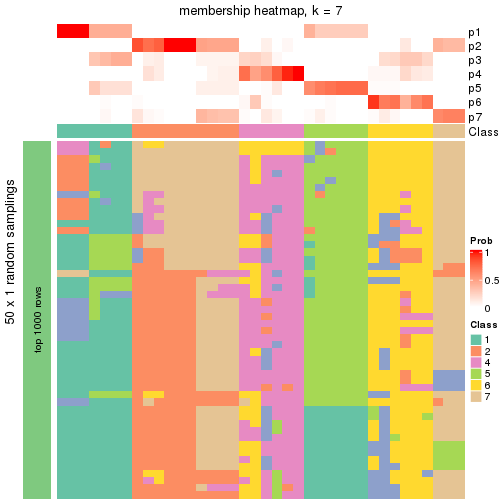 membership heatmap, k = 7
p1
p2
p3
p4
p5
p6
p7
Class
50 x 1 random samplings
top 1000 rows
Prob
1
0.5
0
Class
1
2
4
5
6
7